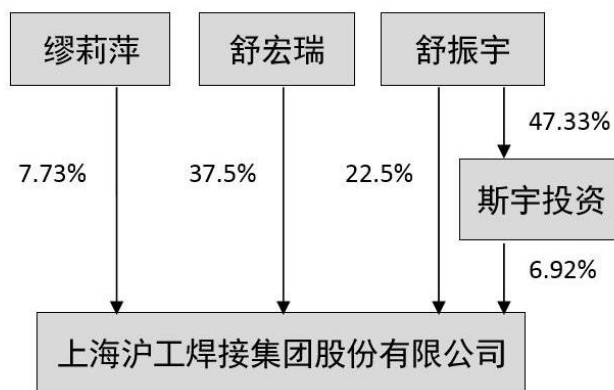 缪莉萍
舒宏瑞
舒振宇
47.33%
7.73%
37.5%
22.5%
斯宇投资
6.92%
上海沪工焊接集团股份有限公司